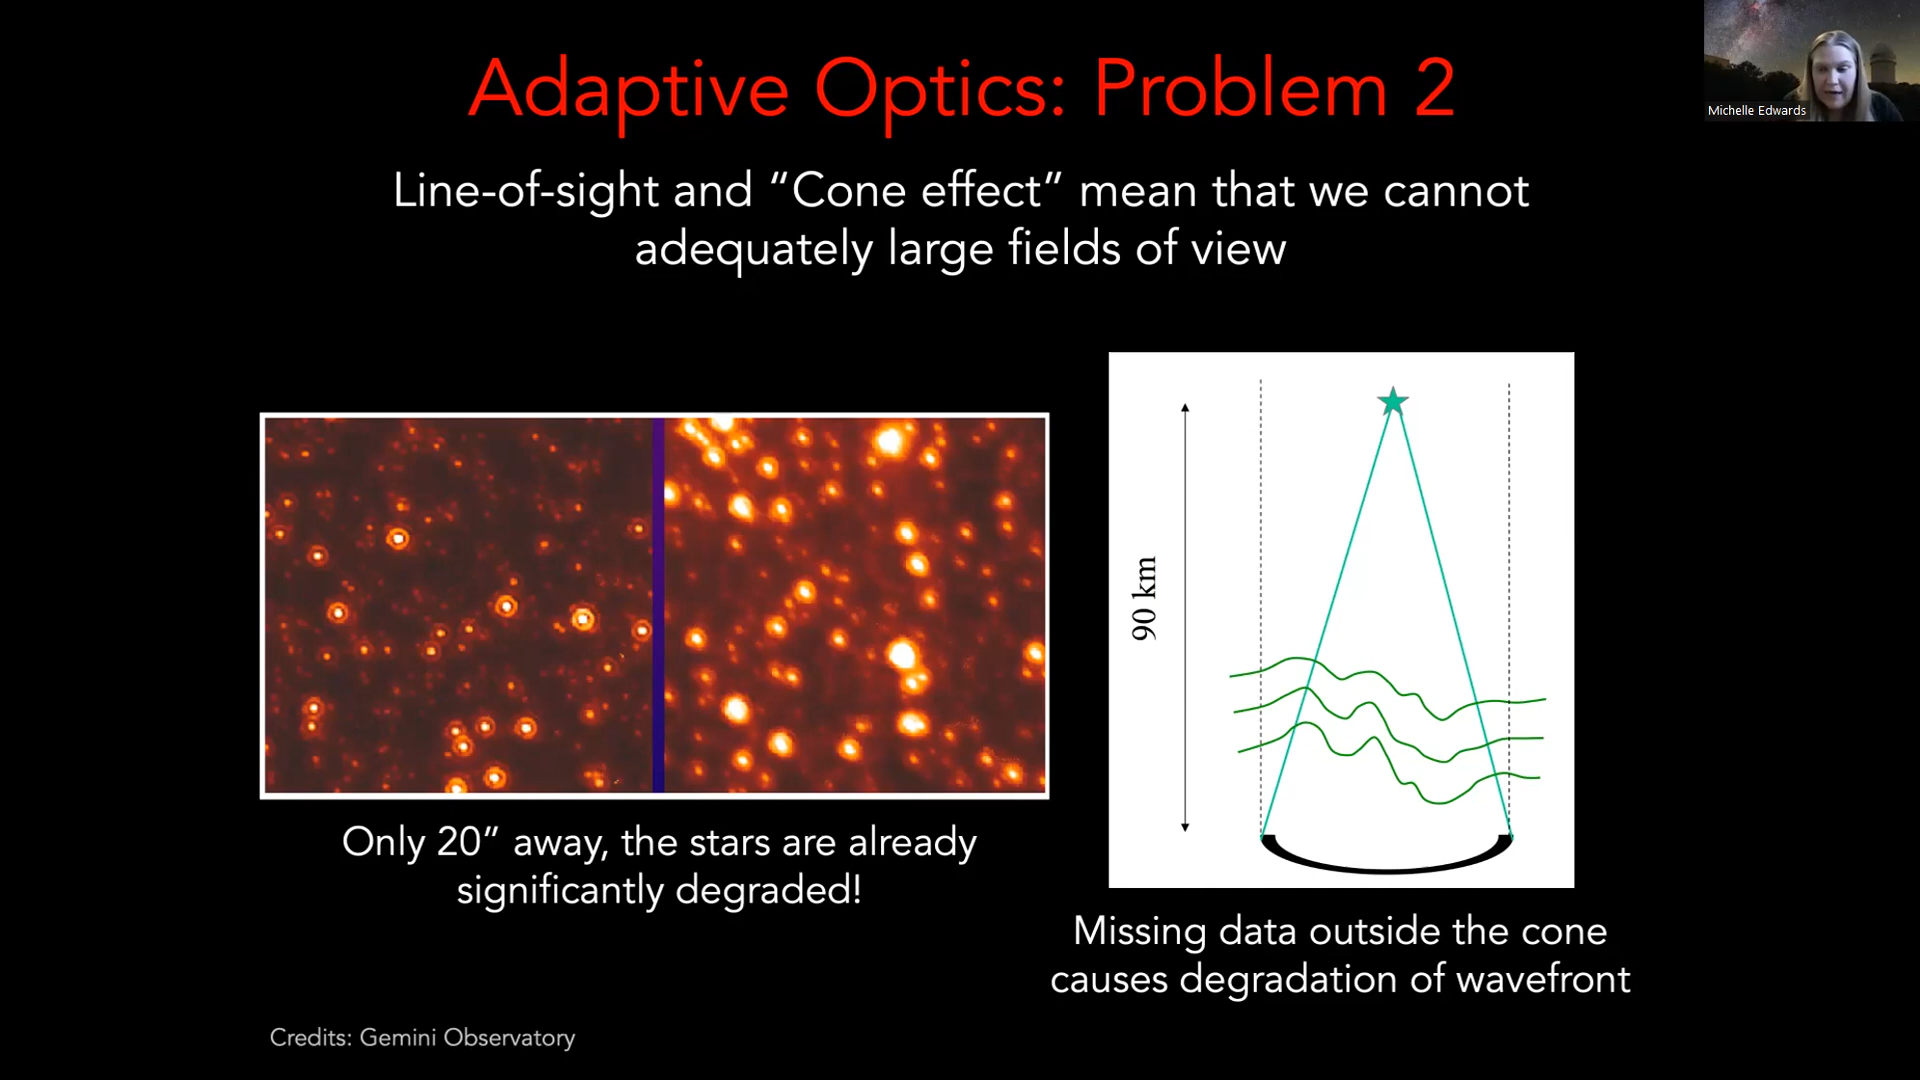 Adaptive Optics: Problem 2
Michelle Edwards
Line-of-sight and “Cone effect” mean that we cannot
adequately large fields of view
90 km
Only 20” away, the stars are already
significantly degraded!
Missing data outside the cone
causes degradation of wavefront
Credits: Gemini Observatory